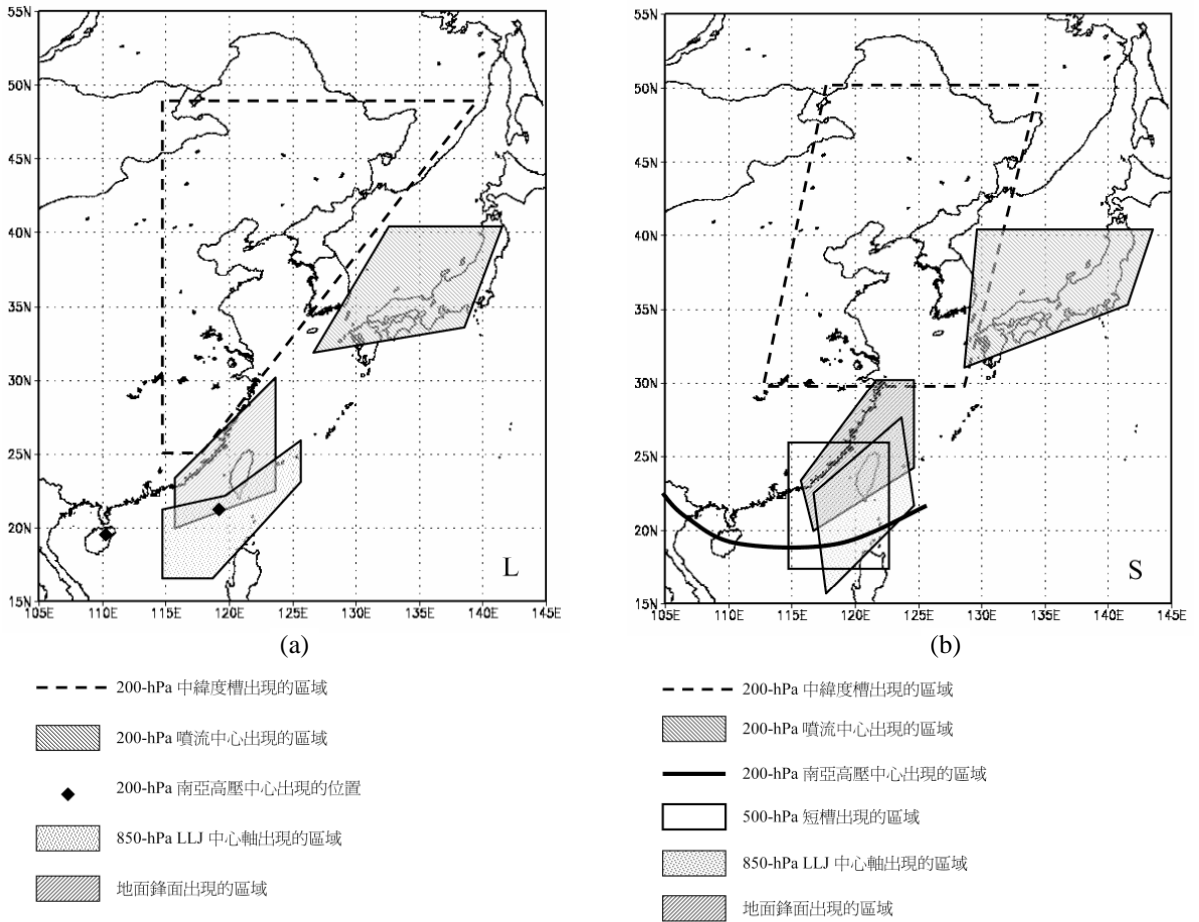 55N
50N
45N
40N
35N
30N
25N
20N
15N
105E 110E 115E 120E 125E 130E 135E 140E 145E
L
(a)
200-hPa 中緯度槽出現的區域
200-hPa 噴流中心出現的區域
200-hPa 南亞高壓中心出現的位置
850-hPa LLJ 中心軸出現的區域
地面鋒面出現的區域
55N
50N
45N
40N
35N
30N
25N
20N
15N
105E 110E 115E 120E 125E 130E 135E 140E 145E
S
(b)
200-hPa 中緯度槽出現的區域
200-hPa 噴流中心出現的區域
200-hPa 南亞高壓中心出現的區域
500-hPa 短槽出現的區域
850-hPa LLJ 中心軸出現的區域
地面鋒面出現的區域